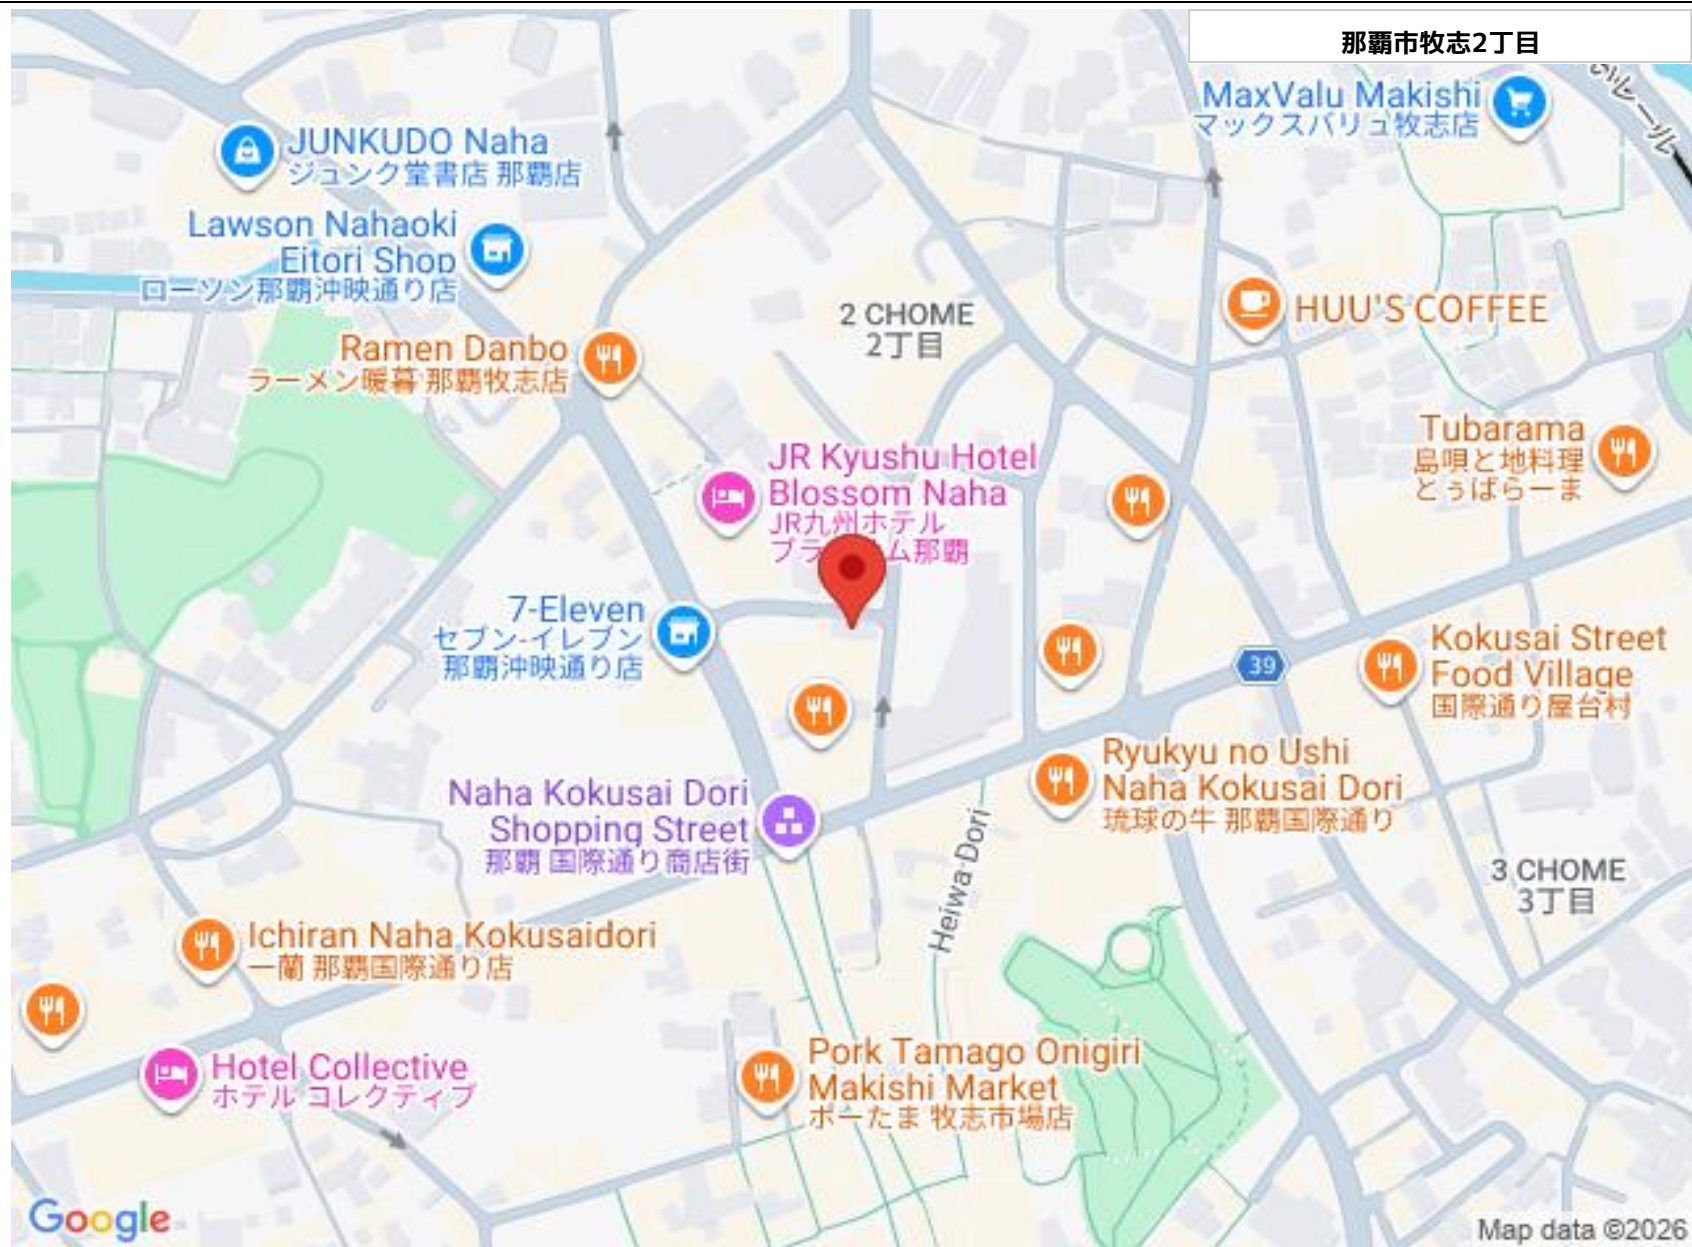 那覇市牧志2丁目
MaxValu Makishi
マックスバリュ牧志店
JUNKUDO Naha
ジュンク堂書店 那覇店
Lawson Nahaoki
Eitori Shop
ローソン那覇沖映通り店
2 CHOME
2丁目
HUU'S COFFEE
Ramen Danbo
ラーメン暖暮 那覇牧志店
Tubarama
島唄と地料理
とぅばらーま
JR Kyushu Hotel
Blossom Naha
JR九州ホテル
7-Eleven
セブン-イレブン
那覇沖映通り店
39
Kokusai Street
Food Village
国際通り屋台村
Ryukyu no Ushi
Naha Kokusai Dori
琉球の牛 那覇国際通り
Naha Kokusai Dori
Shopping Street
那覇 国際通り商店街
Heiwa Dori
3 CHOME
3丁目
Ichiran Naha Kokusaidori
一蘭 那覇国際通り店
Hotel Collective
ホテル コレクティブ
Pork Tamago Onigiri
Makishi Market
ポーたま 牧志市場店
Google
Map data ©2026